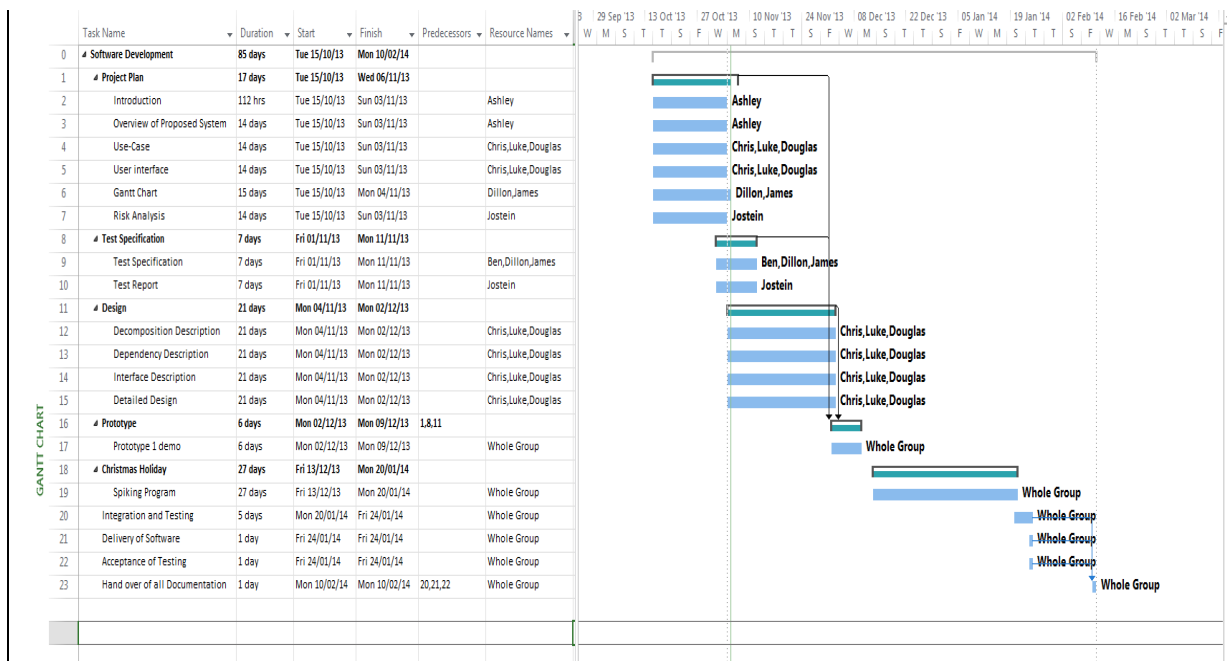 3 29 Sep '13 13 Oct '13 27 Oct '13 10 Nov '13 24 Nov '13 08 Dec '13 22 Dec '13 05 Jan '14 19 Jan '14 02 Feb '14 16 Feb '14 02 Mar '14
Task Name Duration Start Finish Predecessors Resource Names W M S T T S F W M S T T S F W M S T T S F W M S T T S F W M S T T S F W M S T T S F
0 Software Development 85 days Tue 15/10/13 Mon 10/02/14
1 Project Plan 17 days Tue 15/10/13 Wed 06/11/13
2 Introduction 112 hrs Tue 15/10/13 Sun 03/11/13 Ashley Ashley
3 Overview of Proposed System 14 days Tue 15/10/13 Sun 03/11/13 Ashley Ashley
4 Use-Case 14 days Tue 15/10/13 Sun 03/11/13 Chris,Luke,Douglas Chris,Luke,Douglas
5 User interface 14 days Tue 15/10/13 Sun 03/11/13 Chris,Luke,Douglas Chris,Luke,Douglas
6 Gantt Chart 15 days Tue 15/10/13 Mon 04/11/13 Dillon,James Dillon,James
7 Risk Analysis 14 days Tue 15/10/13 Sun 03/11/13 Jostein Jostein
8 Test Specification 7 days Fri 01/11/13 Mon 11/11/13
9 Test Specification 7 days Fri 01/11/13 Mon 11/11/13 Ben,Dillon,James Ben,Dillon,James
10 Test Report 7 days Fri 01/11/13 Mon 11/11/13 Jostein Jostein
11 Design 21 days Mon 04/11/13 Mon 02/12/13
12 Decomposition Description 21 days Mon 04/11/13 Mon 02/12/13 Chris,Luke,Douglas Chris,Luke,Douglas
13 Dependency Description 21 days Mon 04/11/13 Mon 02/12/13 Chris,Luke,Douglas Chris,Luke,Douglas
14 Interface Description 21 days Mon 04/11/13 Mon 02/12/13 Chris,Luke,Douglas Chris,Luke,Douglas
15 Detailed Design 21 days Mon 04/11/13 Mon 02/12/13 Chris,Luke,Douglas Chris,Luke,Douglas
16 Prototype 6 days Mon 02/12/13 Mon 09/12/13 1,8,11
17 Prototype 1 demo 6 days Mon 02/12/13 Mon 09/12/13 Whole Group Whole Group
18 Christmas Holiday 27 days Fri 13/12/13 Mon 20/01/14
19 Spiking Program 27 days Fri 13/12/13 Mon 20/01/14 Whole Group Whole Group
20 Integration and Testing 5 days Mon 20/01/14 Fri 24/01/14 Whole Group Whole Group
21 Delivery of Software 1 day Fri 24/01/14 Fri 24/01/14 Whole Group Whole Group
22 Acceptance of Testing 1 day Fri 24/01/14 Fri 24/01/14 Whole Group Whole Group
23 Hand over of all Documentation 1 day Mon 10/02/14 Mon 10/02/14 20,21,22 Whole Group Whole Group
GANTT CHART